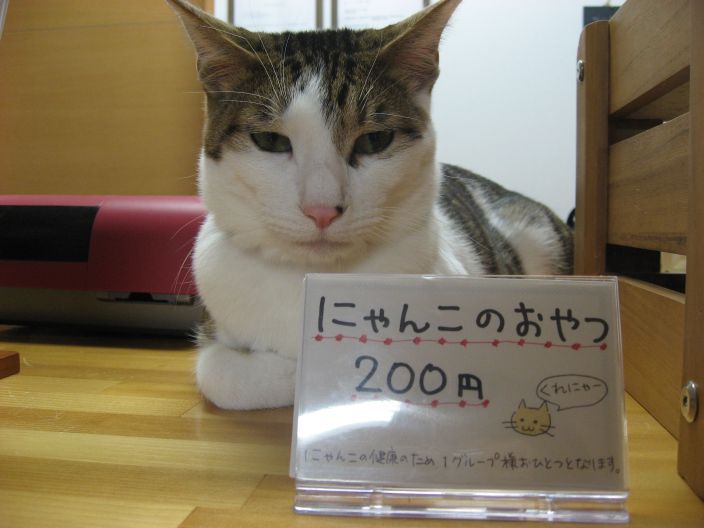 にゃんこのおやつ
200円
くれにゃー
にゃんこの健康のため1グループ様おひとつとなります。